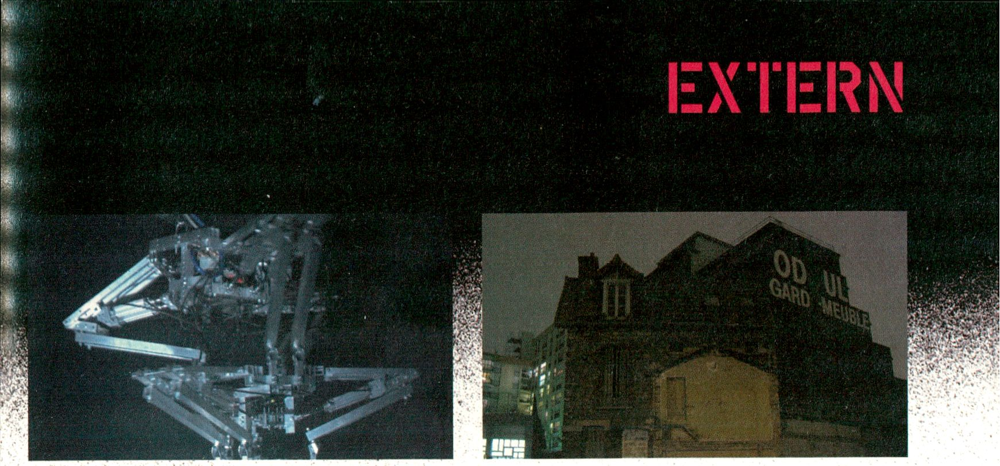 EXTERN
OD UL
GARD -MEUBLE